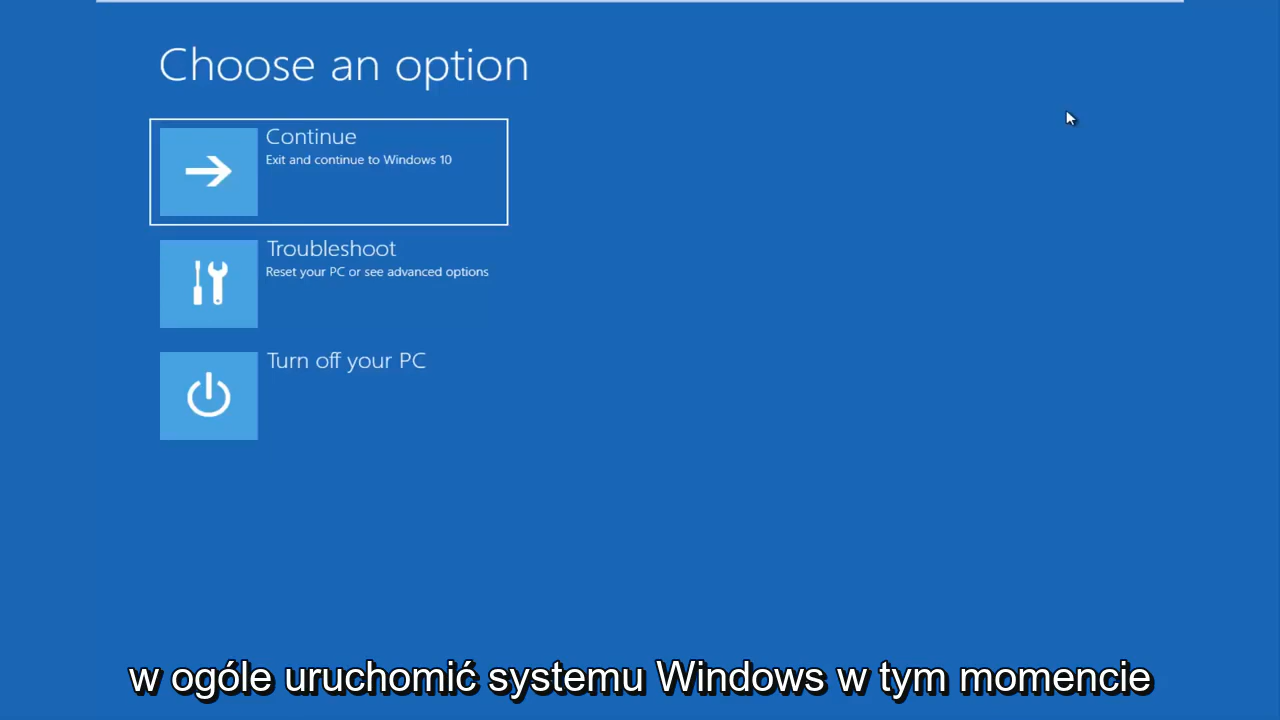 Choose an option
Continue
Exit and continue to Windows 10
Troubleshoot
Reset your PC or see advanced options
Turn off your PC
w ogóle uruchomić systemu Windows w tym momencie